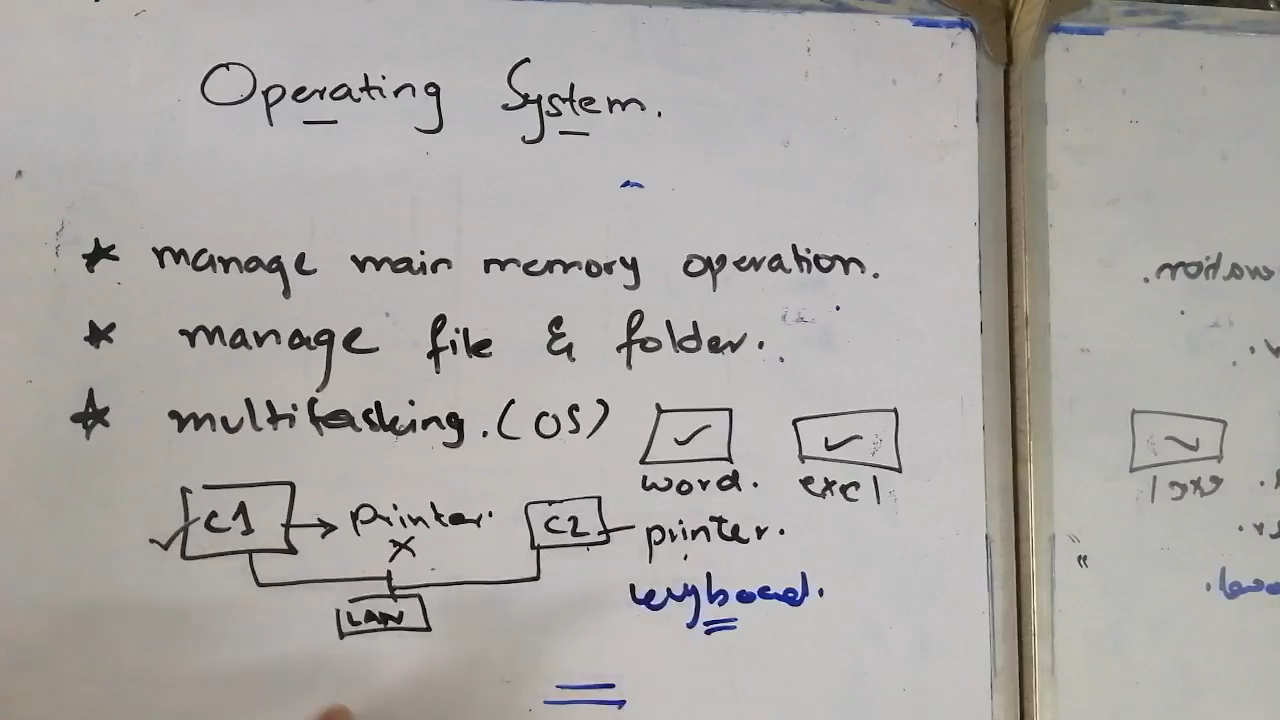 Operating System.
* manage main memory operation.
* manage file & folder.
* multitasking. (OS)
word. excl
C1 printer. C2 printer.
keyboard.
LAN